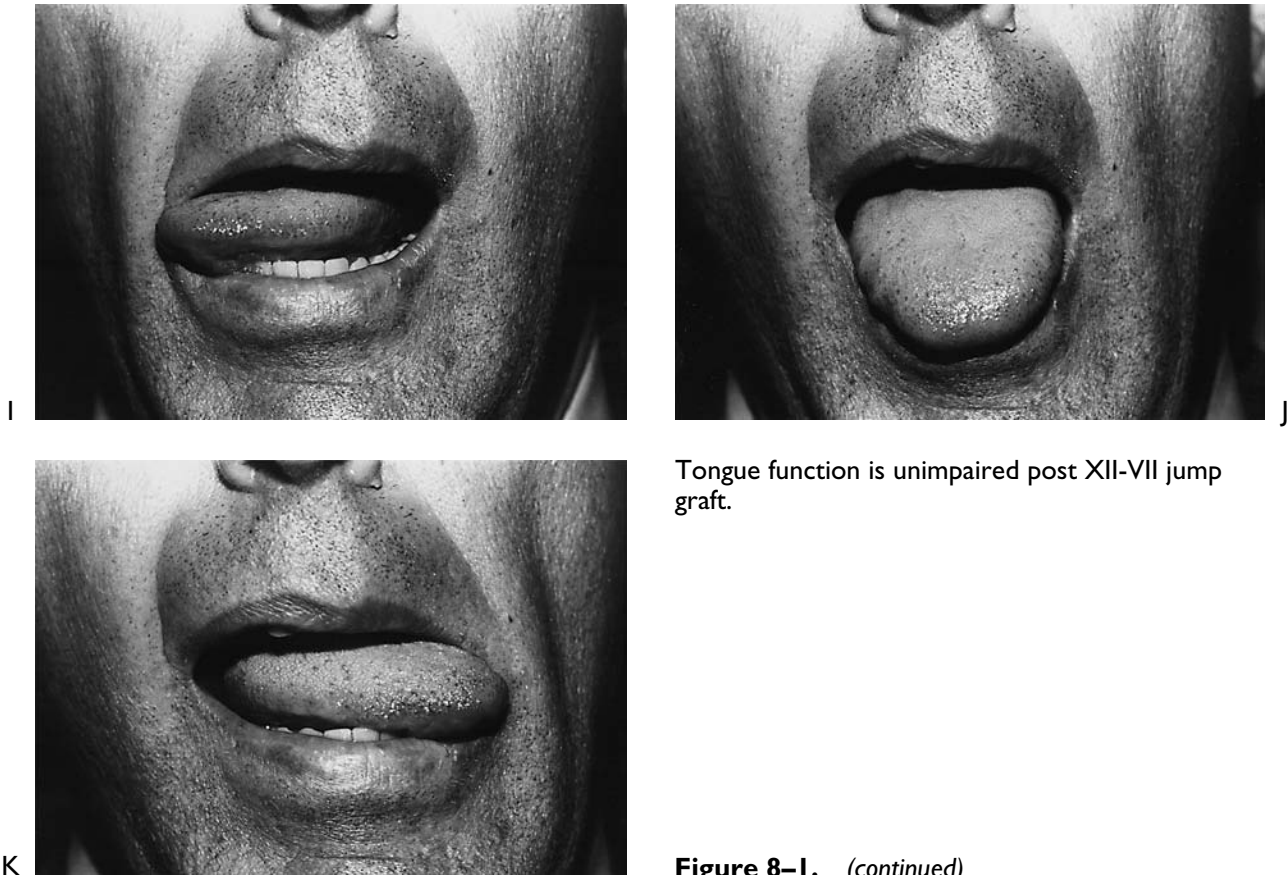 I
J
Tongue function is unimpaired post XII-VII jump
graft.
K
Figure 8–1. (continued)